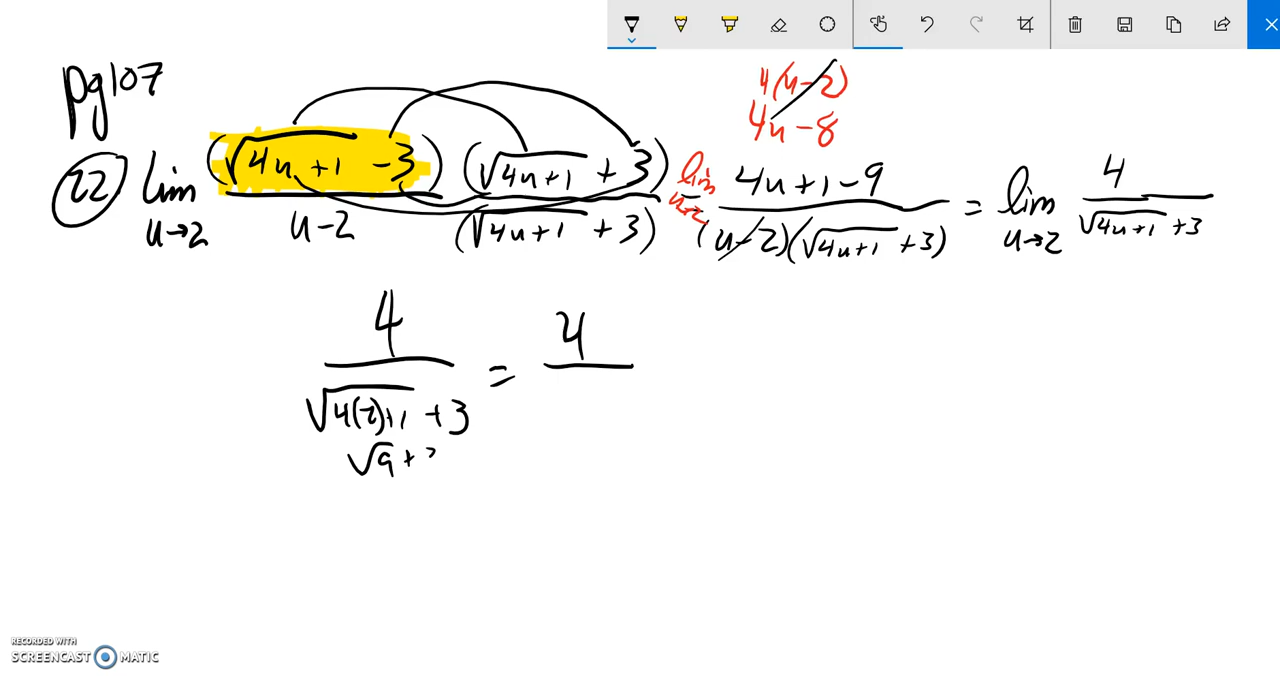 pg107
4(u-2)
4u-8
22 lim u→2 (√4u+1 -3)/(u-2) (√4u+1 + 3)/(√4u+1 + 3) lim u→2 (4u+1-9)/((u-2)(√4u+1 +3)) = lim u→2 4/(√4u+1 +3)
4/(√4(2)+1 +3) = 4
√9+
RECORDED WITH
SCREENCAST MATIC